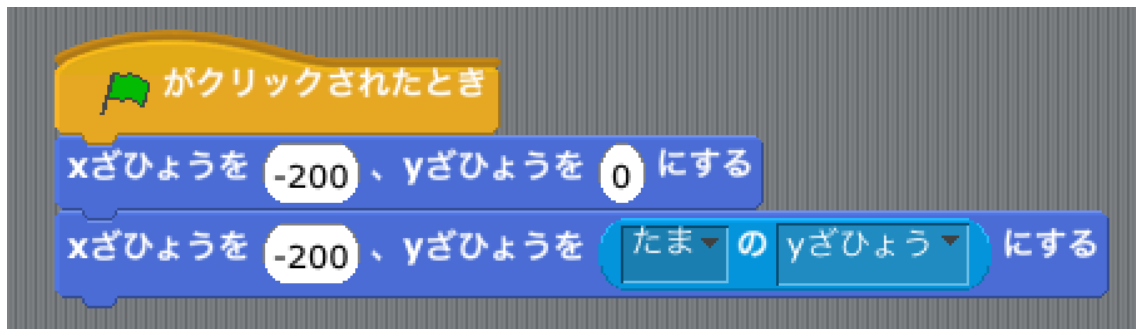 がクリックされたとき
xざひょうを -200 、yざひょうを 0 にする
xざひょうを -200 、yざひょうを たま の yざひょう にする